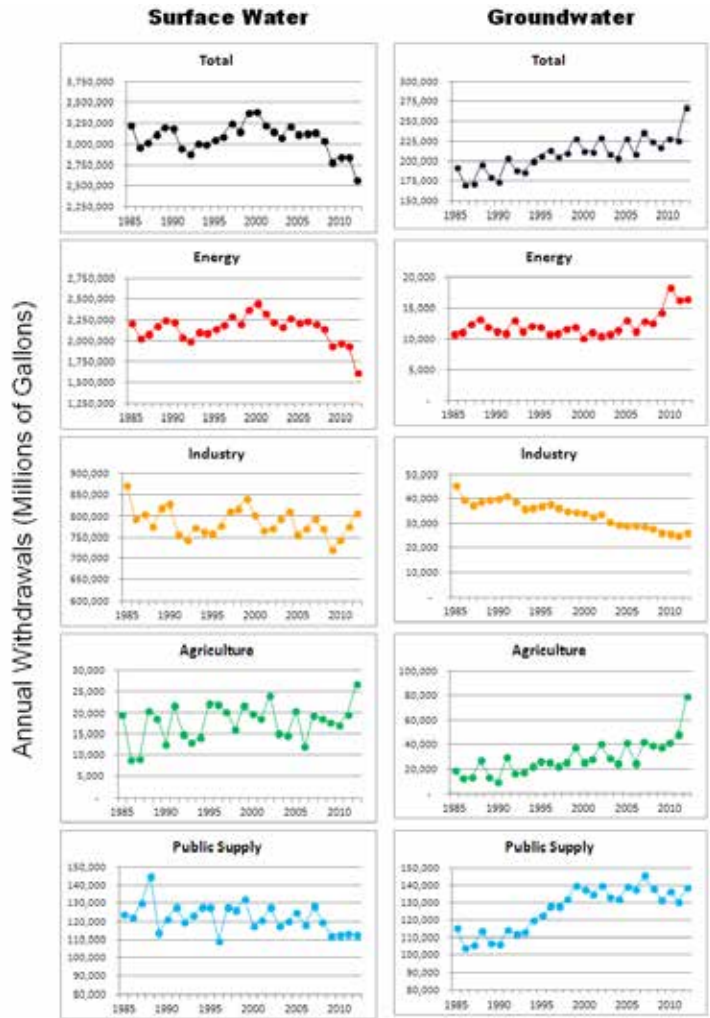 Surface Water
Groundwater
Annual Withdrawals (Millions of Gallons)
Total
3,750,000
3,500,000
3,250,000
3,000,000
2,750,000
2,500,000
2,250,000
1985 1990 1995 2000 2005 2010
Total
300,000
275,000
250,000
225,000
200,000
175,000
150,000
1985 1990 1995 2000 2005 2010
Energy
2,750,000
2,500,000
2,250,000
2,000,000
1,750,000
1,500,000
1,250,000
1985 1990 1995 2000 2005 2010
Energy
20,000
15,000
10,000
5,000
-
1985 1990 1995 2000 2005 2010
Industry
900,000
850,000
800,000
750,000
700,000
650,000
600,000
1985 1990 1995 2000 2005 2010
Industry
50,000
40,000
30,000
20,000
10,000
-
1985 1990 1995 2000 2005 2010
Agriculture
30,000
25,000
20,000
15,000
10,000
5,000
-
1985 1990 1995 2000 2005 2010
Agriculture
100,000
80,000
60,000
40,000
20,000
-
1985 1990 1995 2000 2005 2010
Public Supply
150,000
140,000
130,000
120,000
110,000
100,000
90,000
80,000
1985 1990 1995 2000 2005 2010
Public Supply
150,000
140,000
130,000
120,000
110,000
100,000
90,000
80,000
1985 1990 1995 2000 2005 2010